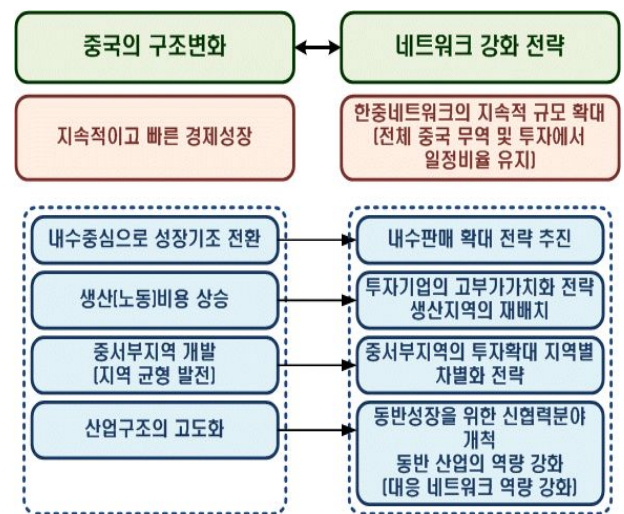 중국의 구조변화
네트워크 강화 전략
지속적이고 빠른 경제성장
한중네트워크의 지속적 규모 확대
(전체 중국 무역 및 투자에서
일정비율 유지)
내수중심으로 성장기조 전환
내수판매 확대 전략 추진
생산(노동)비용 상승
투자기업의 고부가가치화 전략
생산지역의 재배치
중서부지역 개발
(지역 균형 발전)
중서부지역의 투자확대 지역별
차별화 전략
산업구조의 고도화
동반성장을 위한 신협력분야
개척
동반 산업의 역량 강화
(대응 네트워크 역량 강화)